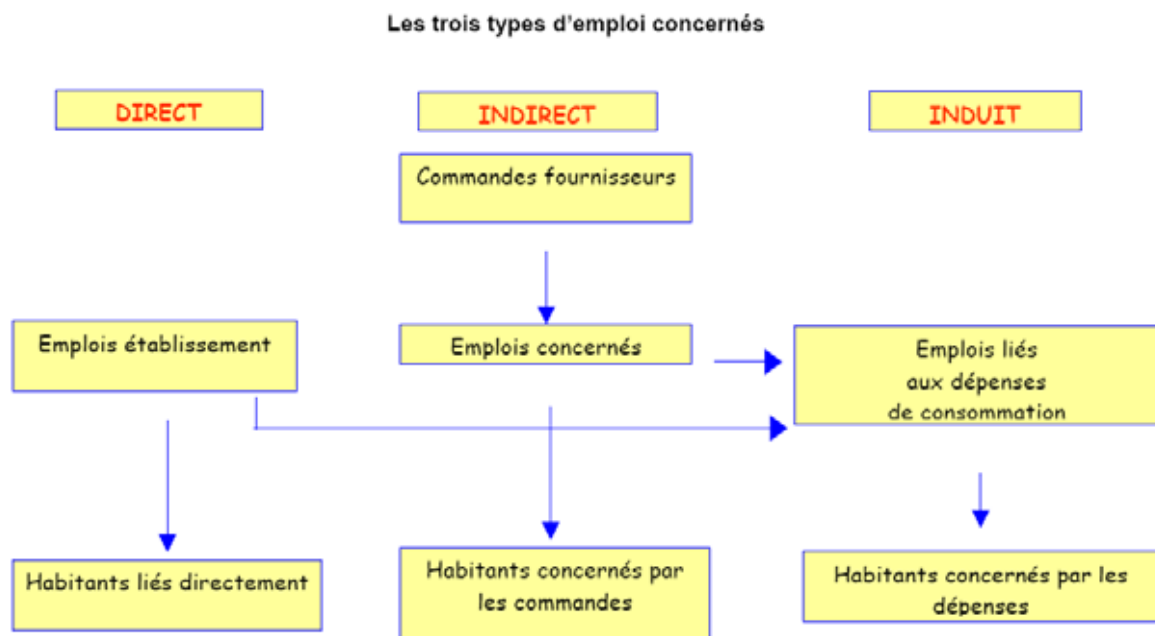 Les trois types d'emploi concernés
DIRECT
INDIRECT
INDUIT
Commandes fournisseurs
Emplois établissement
Emplois concernés
Emplois liés
aux dépenses
de consommation
Habitants liés directement
Habitants concernés par
les commandes
Habitants concernés par les
dépenses